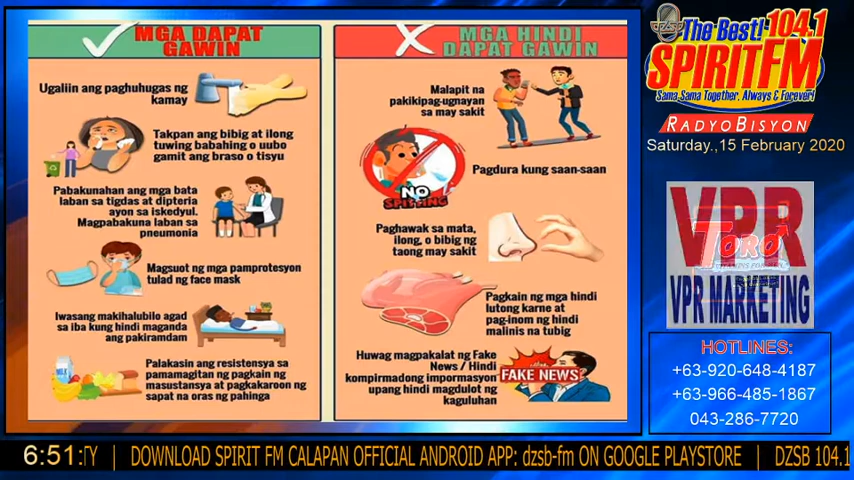 MGA DAPAT
GAWIN
Ugaliin ang paghuhugas ng
kamay
Takpan ang bibig at ilong
tuwing babahing o uubo
gamit ang braso o tisyu
Pabakunahan ang mga bata
laban sa tigdas at dipteria
ayon sa iskedyul.
Magpabakuna laban sa
pneumonia
Magsuot ng mga pamprotesyon
tulad ng face mask
Iwasang makihalubilo agad
sa iba kung hindi maganda
ang pakiramdam
MILK
Palakasin ang resistensya sa
pamamagitan ng pagkain ng
masustansya at pagkakaroon ng
sapat na oras ng pahinga
MGA HINDI
DAPAT GAWIN
Malapit na
pakikipag-ugnayan
sa may sakit
NO
SPITTING
Pagdura kung saan-saan
Paghawak sa mata,
ilong, o bibig ng
taong may sakit
Pagkain ng mga hindi
lutong karne at
pag-inom ng hindi
malinis na tubig
Huwag magpakalat ng Fake
News / Hindi
kompirmadong impormasyon
upang hindi magdulot ng
kaguluhan
FAKE NEWS
The Best! 104.1
SPIRIT FM
Sama Sama Together, Always & Forever!
RADYOBISYON
Saturday.,15 February 2020
VPR
TORO
VPR MARKETING
HOTLINES:
+63-920-648-4187
+63-966-485-1867
043-286-7720
6:51:TY | DOWNLOAD SPIRIT FM CALAPAN OFFICIAL ANDROID APP: dzsb-fm ON GOOGLE PLAYSTORE | DZSB 104.1